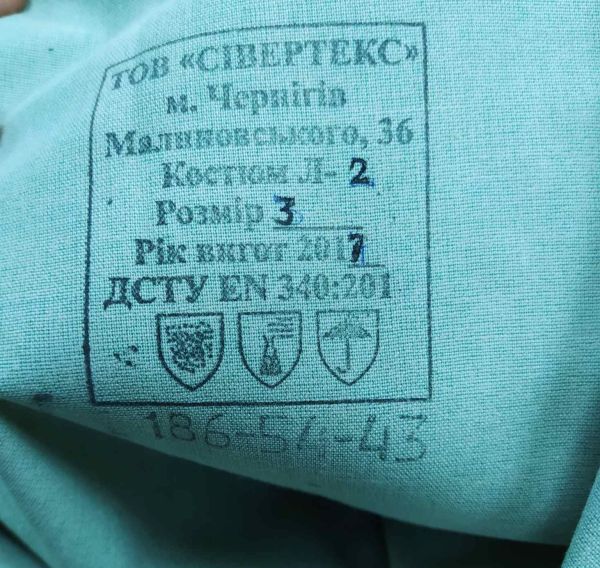 ТОВ «СІВЕРТЕКС»
м. Чернігів
Малиновського, 36
Костюм Л-2
Розмір 3
Рік вигот 2017
ДСТУ EN 340:201
186-54-43